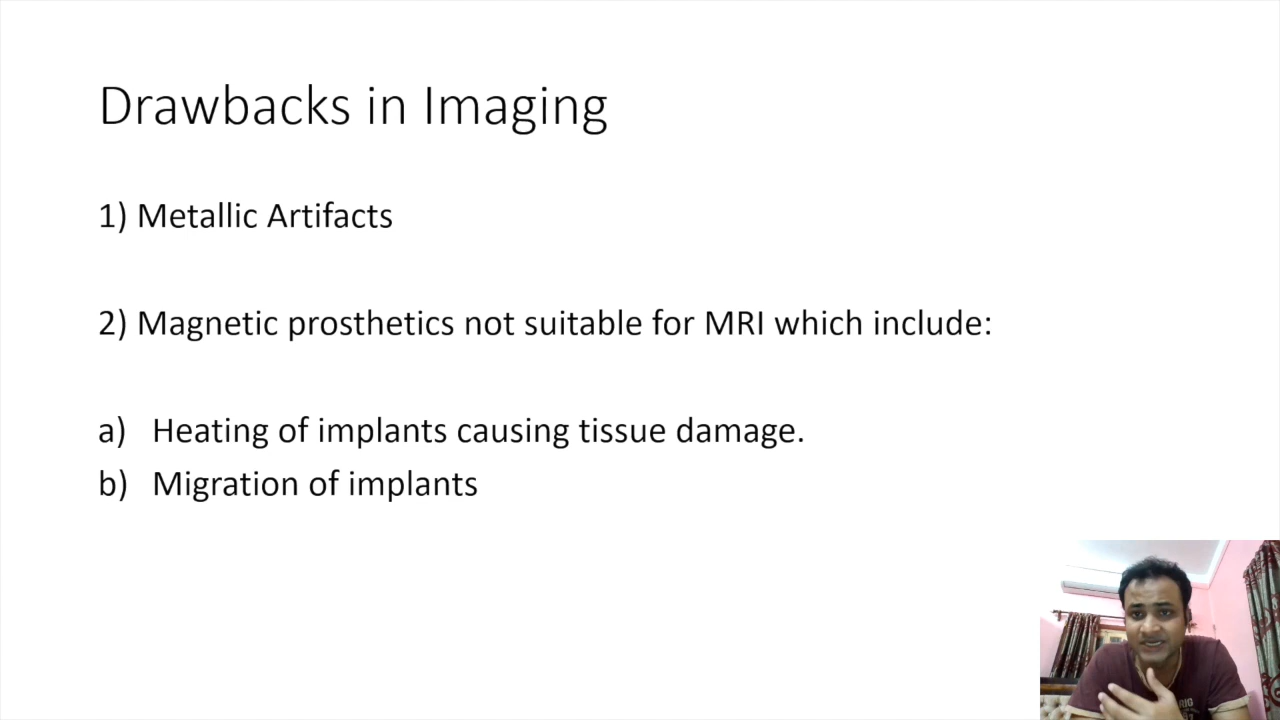 Drawbacks in Imaging
1) Metallic Artifacts
2) Magnetic prosthetics not suitable for MRI which include:
a) Heating of implants causing tissue damage.
b) Migration of implants